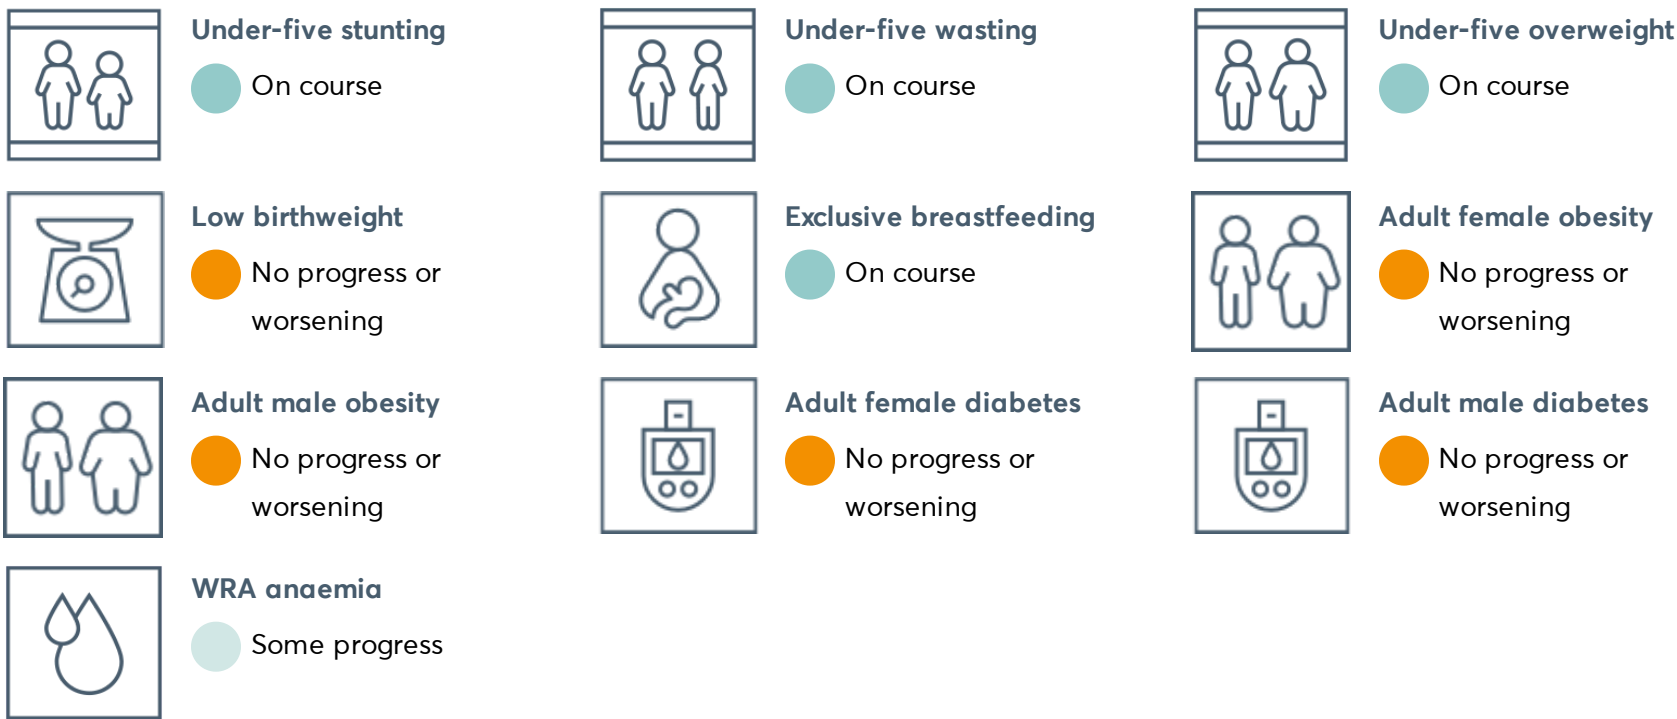 Under-five stunting
On course
Under-five wasting
On course
Under-five overweight
On course
Low birthweight
No progress or
worsening
Exclusive breastfeeding
On course
Adult female obesity
No progress or
worsening
Adult male obesity
No progress or
worsening
Adult female diabetes
No progress or
worsening
Adult male diabetes
No progress or
worsening
WRA anaemia
Some progress